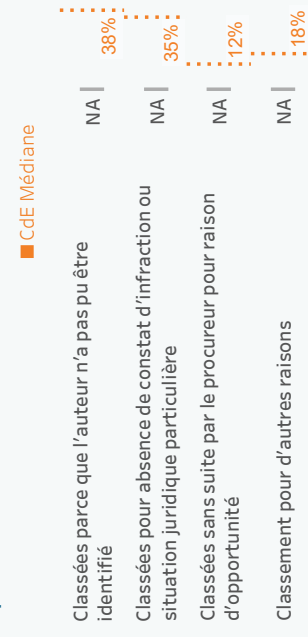 CdE Médiane
Classées parce que l'auteur n'a pas pu être
identifié
NA
38%
Classées pour absence de constat d'infraction ou
situation juridique particulière
NA
35%
Classées sans suite par le procureur pour raison
d'opportunité
NA
12%
Classement pour d'autres raisons
NA
18%